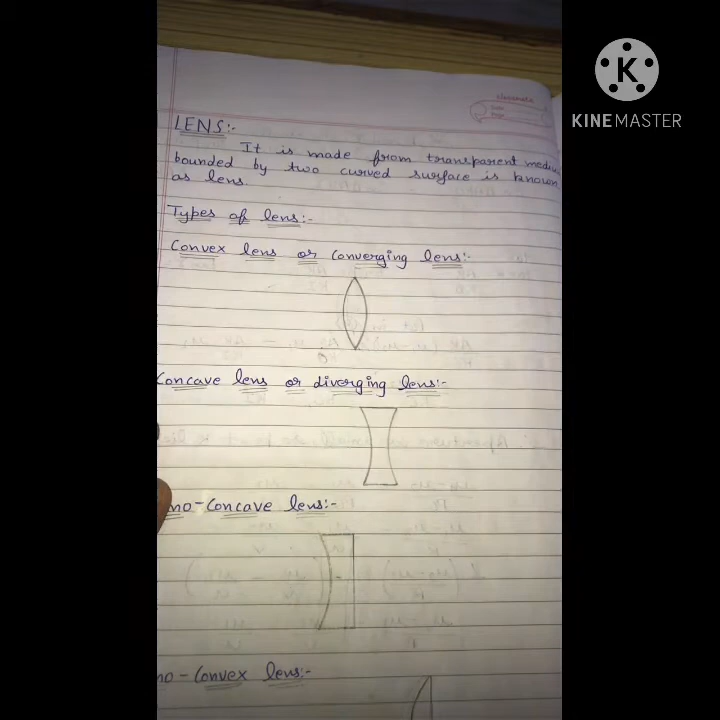 KINEMASTER
classmate
LENS:-
It is made from transparent
bounded by two curved surface is known
as lens.
Types of lens:-
Convex lens or converging lens:-
Concave lens or diverging lens:-
no-Concave lens:-
no-Convex lens:-